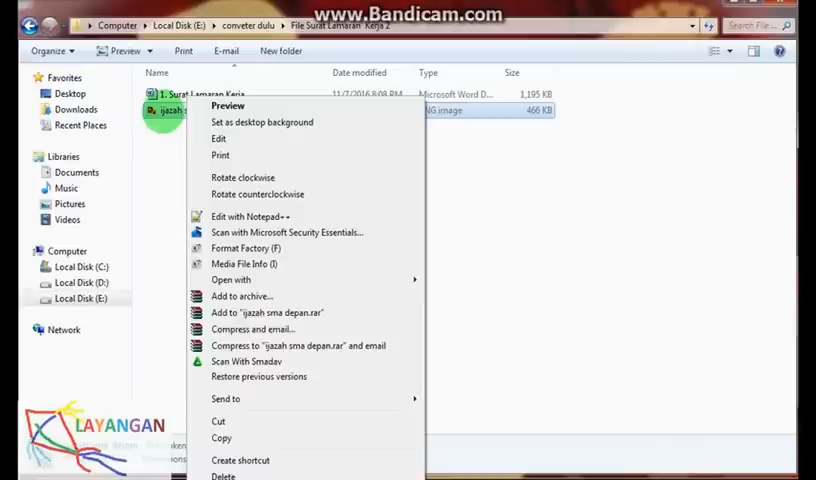 www.Bandicam.com
Computer ▸ Local Disk (E:) ▸ conveter dulu ▸ File Surat Lamaran Kerja 2
Search File...
Organize Preview Print E-mail New folder
Name Date modified Type Size
1. Surat Lamaran Kerja 11/7/2016 8:08 PM Microsoft Word D... 1,195 KB
ijazah NG image 466 KB
Favorites
Desktop
Downloads
Recent Places
Libraries
Documents
Music
Pictures
Videos
Computer
Local Disk (C:)
Local Disk (D:)
Local Disk (E:)
Network
Preview
Set as desktop background
Edit
Print
Rotate clockwise
Rotate counterclockwise
Edit with Notepad++
Scan with Microsoft Security Essentials...
Format Factory (F)
Media File Info (I)
Open with
Add to archive...
Add to "ijazah sma depan.rar"
Compress and email...
Compress to "ijazah sma depan.rar" and email
Scan With Smadav
Restore previous versions
Send to
Cut
Copy
Create shortcut
Delete
LAYANGAN